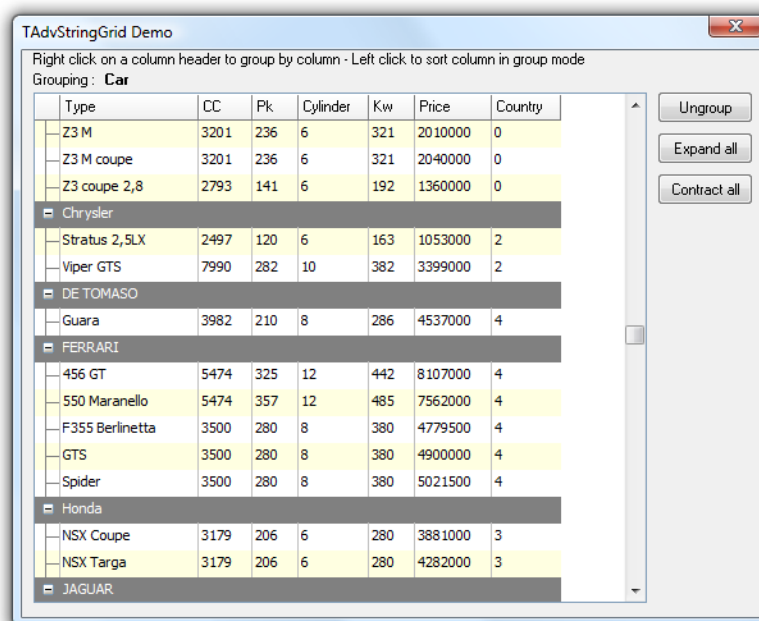 TAdvStringGrid Demo
Right click on a column header to group by column - Left click to sort column in group mode
Grouping : Car
Type CC Pk Cylinder Kw Price Country
Ungroup
Z3 M 3201 236 6 321 2010000 0
Expand all
Z3 M coupe 3201 236 6 321 2040000 0
Z3 coupe 2,8 2793 141 6 192 1360000 0
Contract all
Chrysler
Stratus 2,5LX 2497 120 6 163 1053000 2
Viper GTS 7990 282 10 382 3399000 2
DE TOMASO
Guara 3982 210 8 286 4537000 4
FERRARI
456 GT 5474 325 12 442 8107000 4
550 Maranello 5474 357 12 485 7562000 4
F355 Berlinetta 3500 280 8 380 4779500 4
GTS 3500 280 8 380 4900000 4
Spider 3500 280 8 380 5021500 4
Honda
NSX Coupe 3179 206 6 280 3881000 3
NSX Targa 3179 206 6 280 4282000 3
JAGUAR